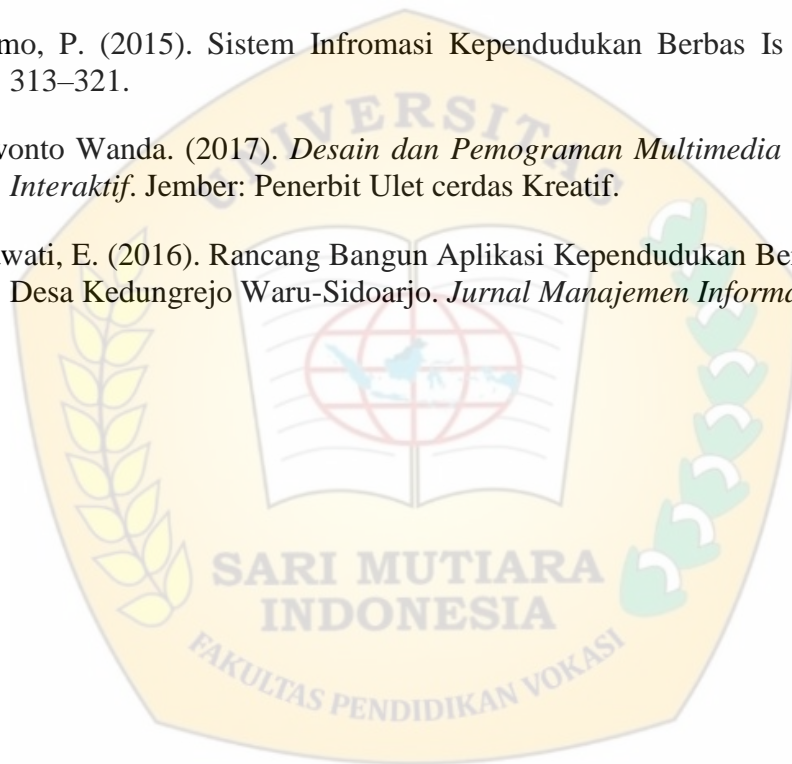 mo, P. (2015). Sistem Infromasi Kependudukan Berbas Is
313–321.
vonto Wanda. (2017). Desain dan Pemograman Multimedia
Interaktif. Jember: Penerbit Ulet cerdas Kreatif.
wati, E. (2016). Rancang Bangun Aplikasi Kependudukan Be
Desa Kedungrejo Waru-Sidoarjo. Jurnal Manajemen Informa
UNIVERSITAS
SARI MUTIARA
INDONESIA
FAKULTAS PENDIDIKAN VOKASI